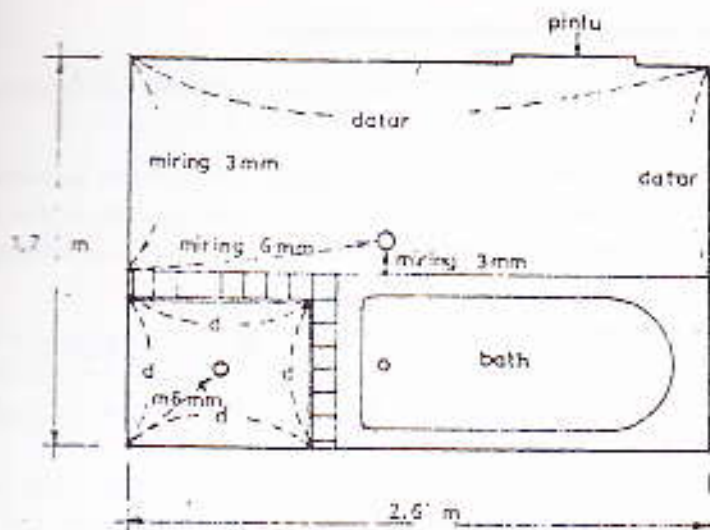 pintu
datar
miring 3mm
datar
1,7 m
miring 6mm
miring 3mm
d
d
d
bath
m6mm
d
2.6 m